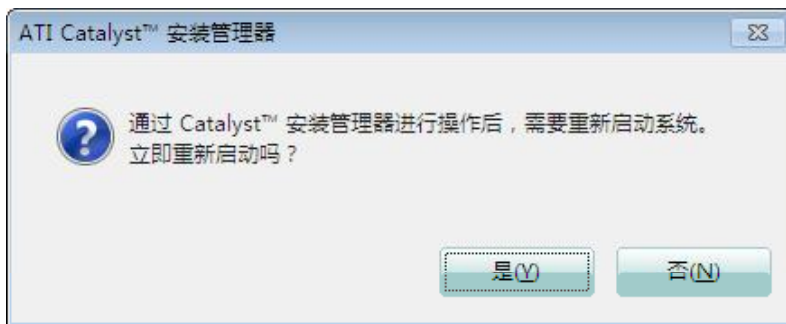 ATI Catalyst™ 安装管理器
通过 Catalyst™ 安装管理器进行操作后，需要重新启动系统。
立即重新启动吗？
是(Y) 否(N)